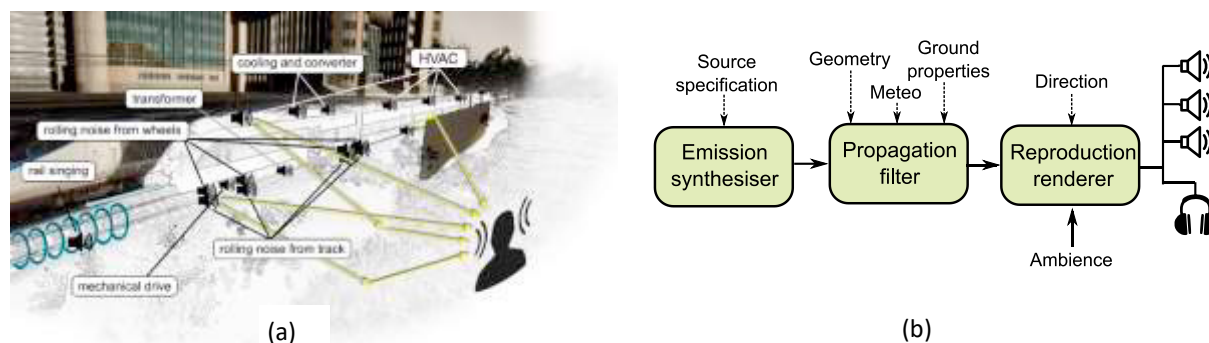 cooling and converter
HVAC
transformer
rolling noise from wheels
rail singing
rolling noise from track
mechanical drive
(a)
Source
specification
Geometry
Meteo
Ground
properties
Direction
Emission
synthesiser
Propagation
filter
Reproduction
renderer
Ambience
(b)